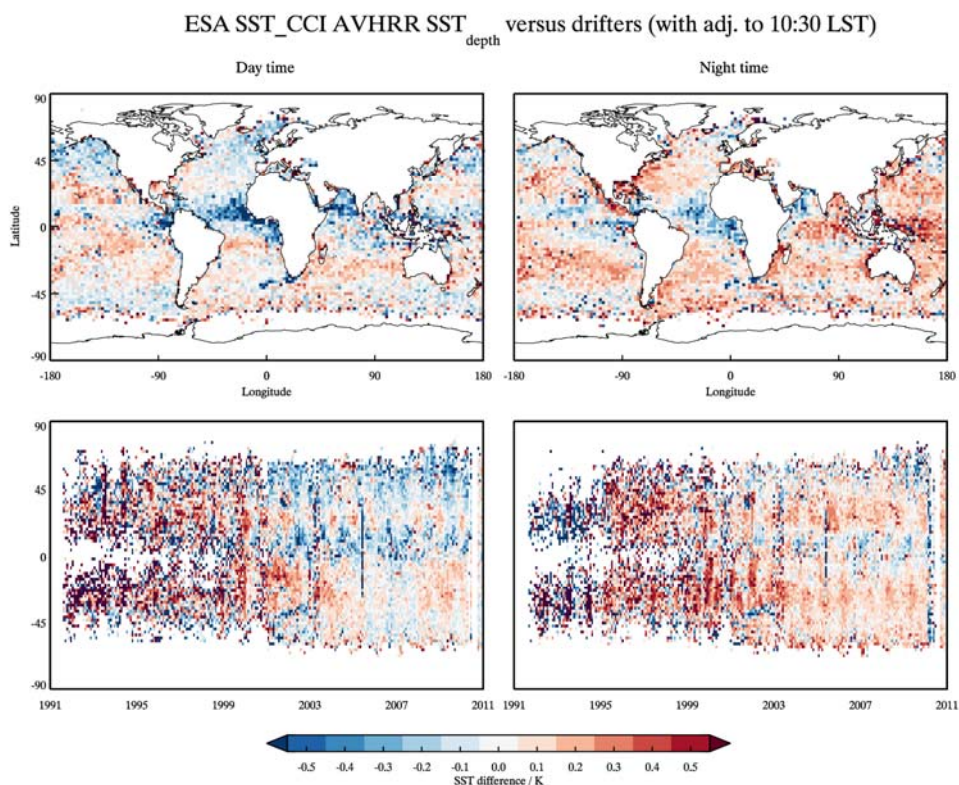 ESA SST_CCI AVHRR SST_depth versus drifters (with adj. to 10:30 LST)
Day time
Night time
90
45
0
-45
-90
Latitude
-180 -90 0 90 180
Longitude
-180 -90 0 90 180
Longitude
90
45
0
-45
-90
1991 1995 1999 2003 2007 2011
1991 1995 1999 2003 2007 2011
-0.5 -0.4 -0.3 -0.2 -0.1 0.0 0.1 0.2 0.3 0.4 0.5
SST difference / K